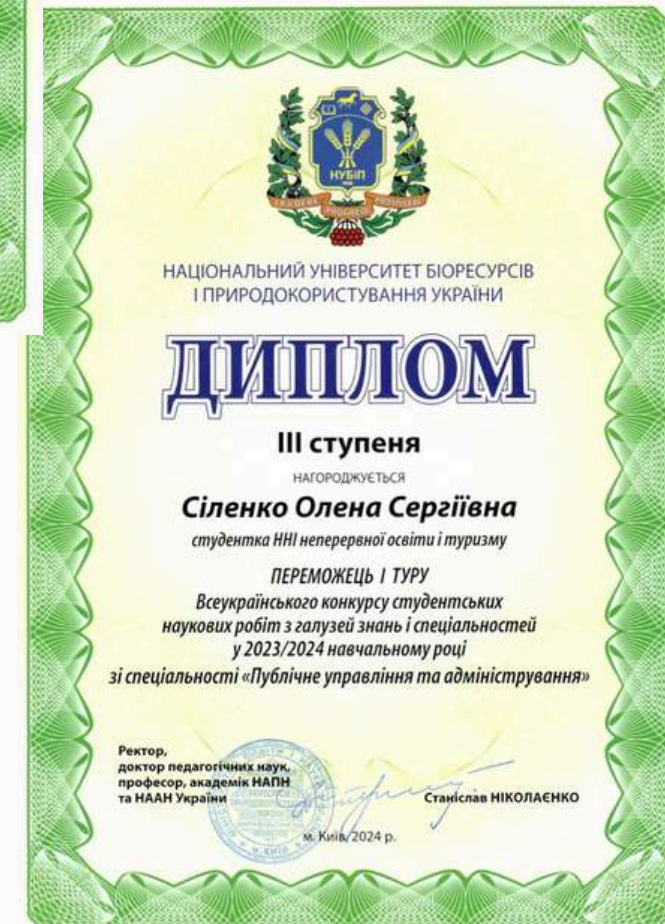 НУБІП
НАЦІОНАЛЬНИЙ УНІВЕРСИТЕТ БІОРЕСУРСІВ
І ПРИРОДОКОРИСТУВАННЯ УКРАЇНИ
ДИПЛОМ
III ступеня
НАГОРОДЖУЄТЬСЯ
Сіленко Олена Сергіївна
студентка ННІ неперервної освіти і туризму
ПЕРЕМОЖЕЦЬ І ТУРУ
Всеукраїнського конкурсу студентських
наукових робіт з галузей знань і спеціальностей
у 2023/2024 навчальному році
зі спеціальності «Публічне управління та адміністрування»
Ректор,
доктор педагогічних наук,
професор, академік НАПН
та НААН України
Станіслав НІКОЛАЄНКО
м. Київ, 2024 р.